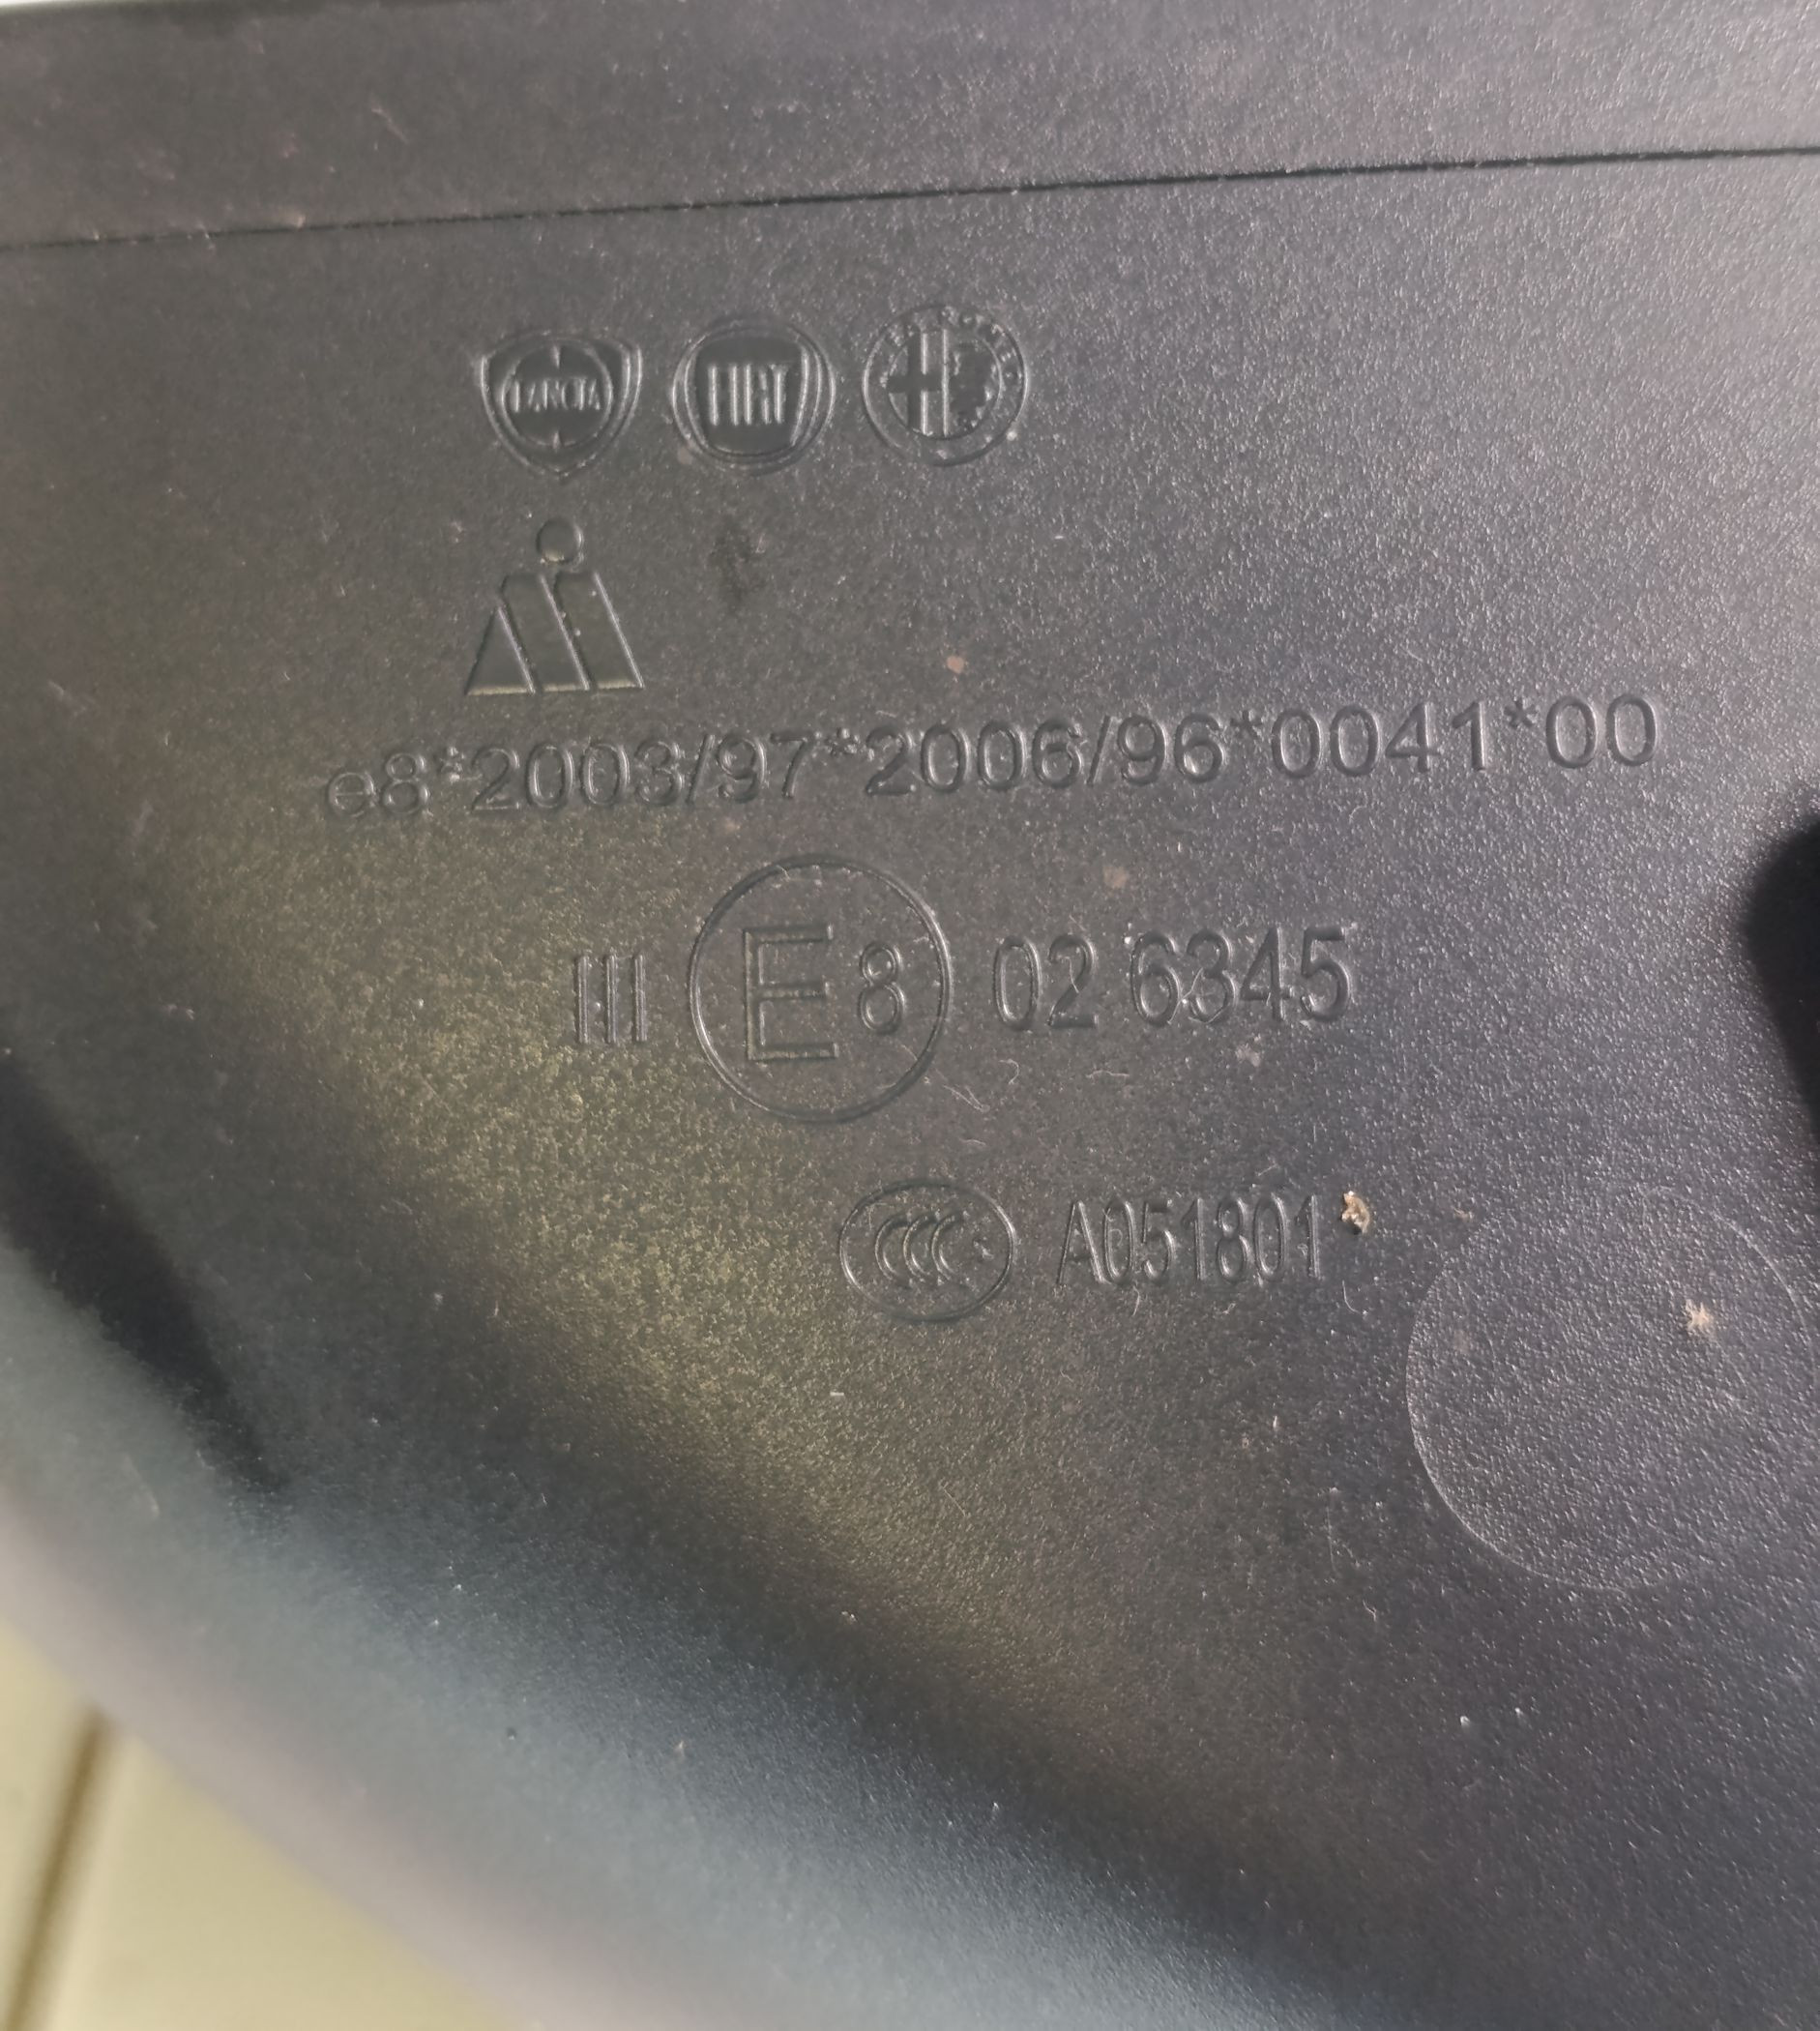 LANCIA FIAT
e8*2003/97*2006/96*0041*00
III E 8 02 6345
CCC A051801